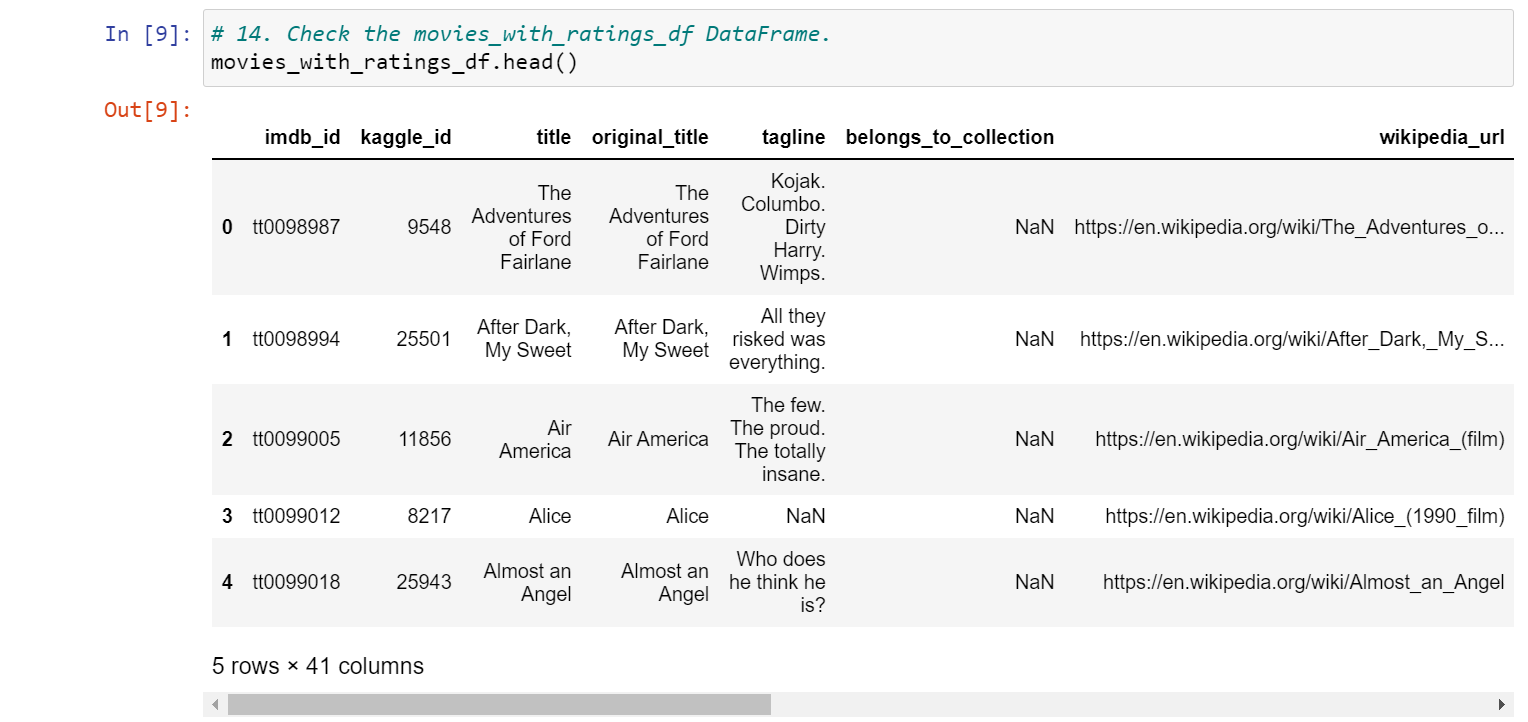 In [9]: # 14. Check the movies_with_ratings_df DataFrame.
movies_with_ratings_df.head()
Out[9]:
imdb_id kaggle_id title original_title tagline belongs_to_collection wikipedia_url
0 tt0098987 9548 The Adventures of Ford Fairlane The Adventures of Ford Fairlane Kojak. Columbo. Dirty Harry. Wimps. NaN https://en.wikipedia.org/wiki/The_Adventures_o...
1 tt0098994 25501 After Dark, My Sweet After Dark, My Sweet All they risked was everything. NaN https://en.wikipedia.org/wiki/After_Dark,_My_S...
2 tt0099005 11856 Air America Air America The few. The proud. The totally insane. NaN https://en.wikipedia.org/wiki/Air_America_(film)
3 tt0099012 8217 Alice Alice NaN NaN https://en.wikipedia.org/wiki/Alice_(1990_film)
4 tt0099018 25943 Almost an Angel Almost an Angel Who does he think he is? NaN https://en.wikipedia.org/wiki/Almost_an_Angel
5 rows × 41 columns